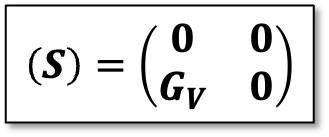 (S) = ( 0 0
G_V 0 )